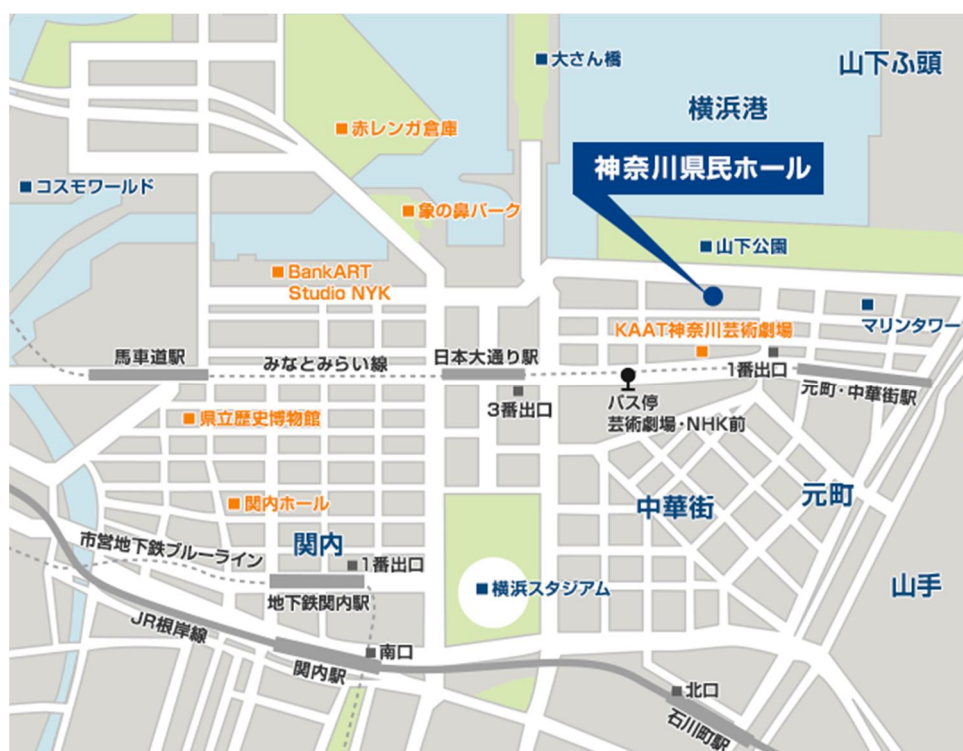 大さん橋
山下ふ頭
横浜港
赤レンガ倉庫
神奈川県民ホール
コスモワールド
象の鼻パーク
山下公園
BankART
Studio NYK
マリンタワー
KAAT神奈川芸術劇場
馬車道駅
みなとみらい線
日本大通り駅
1番出口
元町・中華街駅
3番出口
バス停
芸術劇場・NHK前
県立歴史博物館
関内ホール
中華街
元町
市営地下鉄ブルーライン
関内
1番出口
地下鉄関内駅
横浜スタジアム
山手
JR根岸線
関内駅
南口
北口
石川町駅